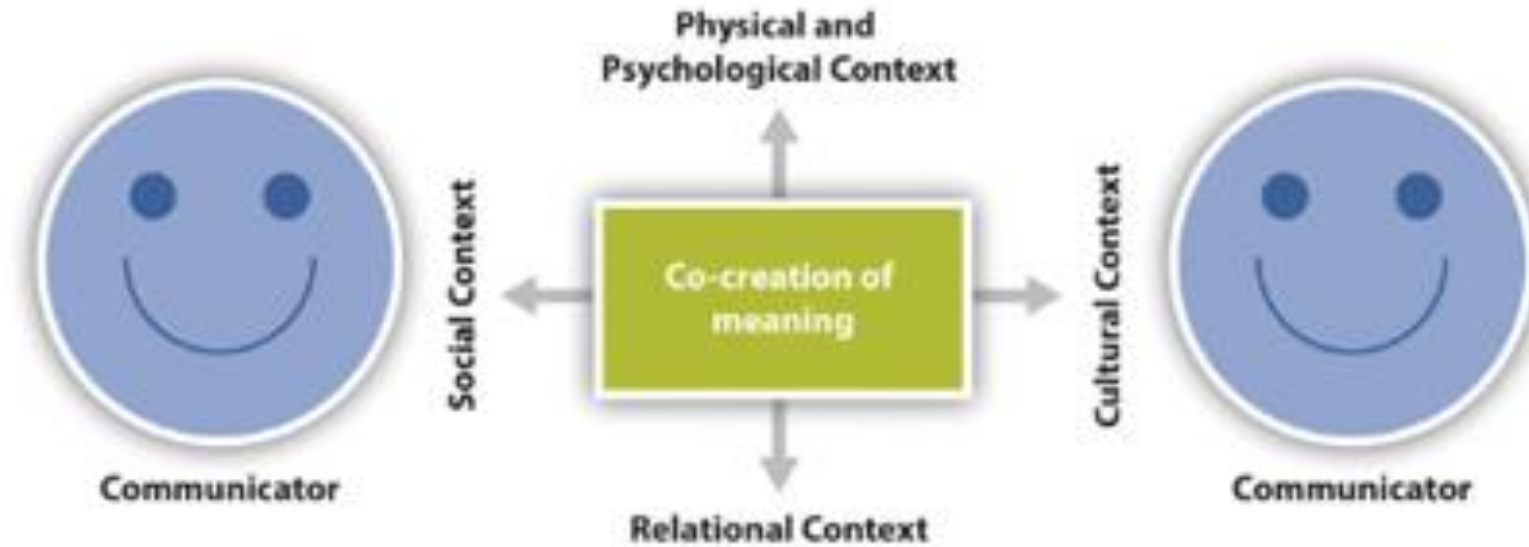 Physical and
Psychological Context
Social Context
Co-creation of
meaning
Cultural Context
Communicator
Communicator
Relational Context